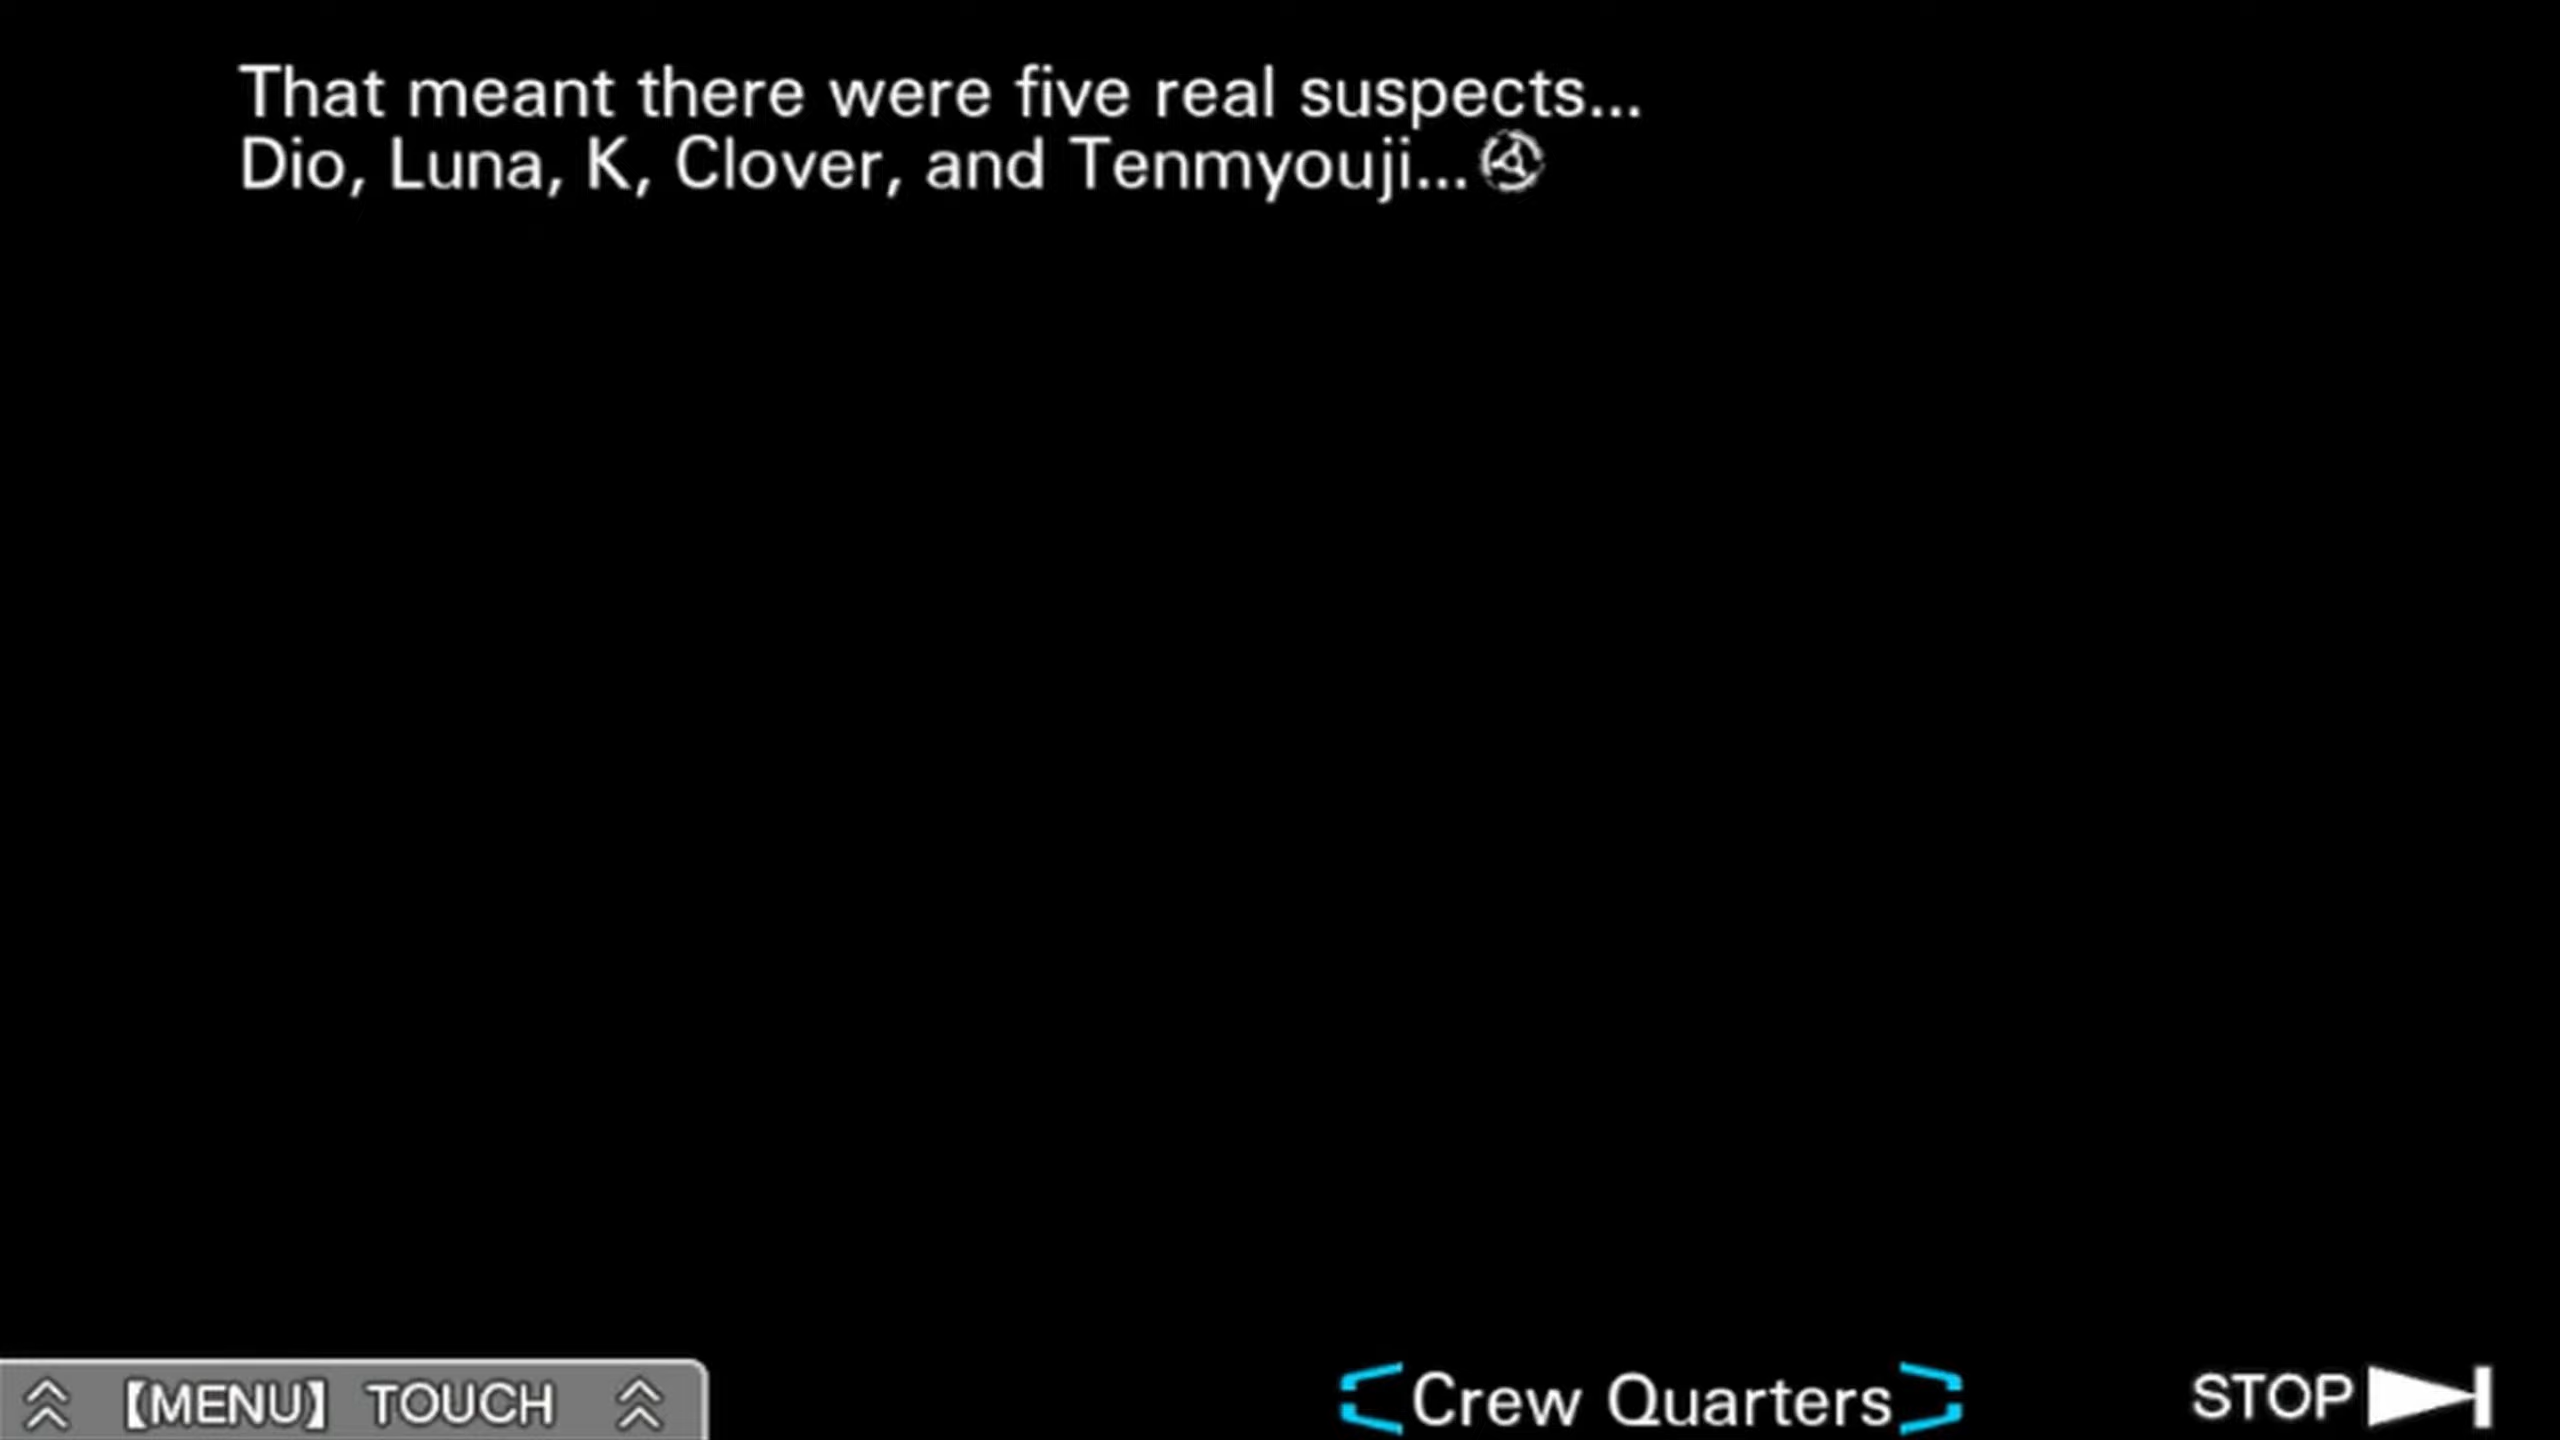 That meant there were five real suspects...
Dio, Luna, K, Clover, and Tenmyouji...
【MENU】 TOUCH
Crew Quarters
STOP